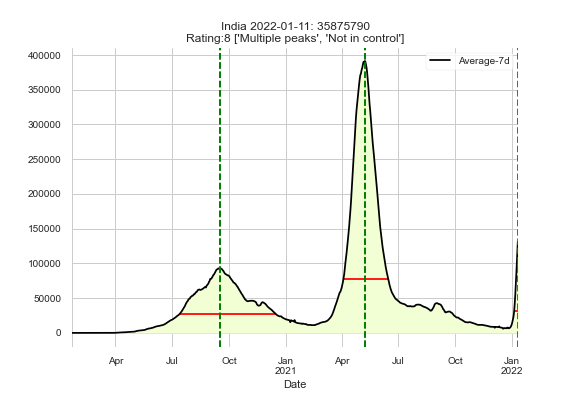 India 2022-01-11: 35875790
Rating:8 ['Multiple peaks', 'Not in control']
Average-7d
400000
350000
300000
250000
200000
150000
100000
50000
0
Apr Jul Oct Jan Apr Jul Oct Jan
2021 2022
Date